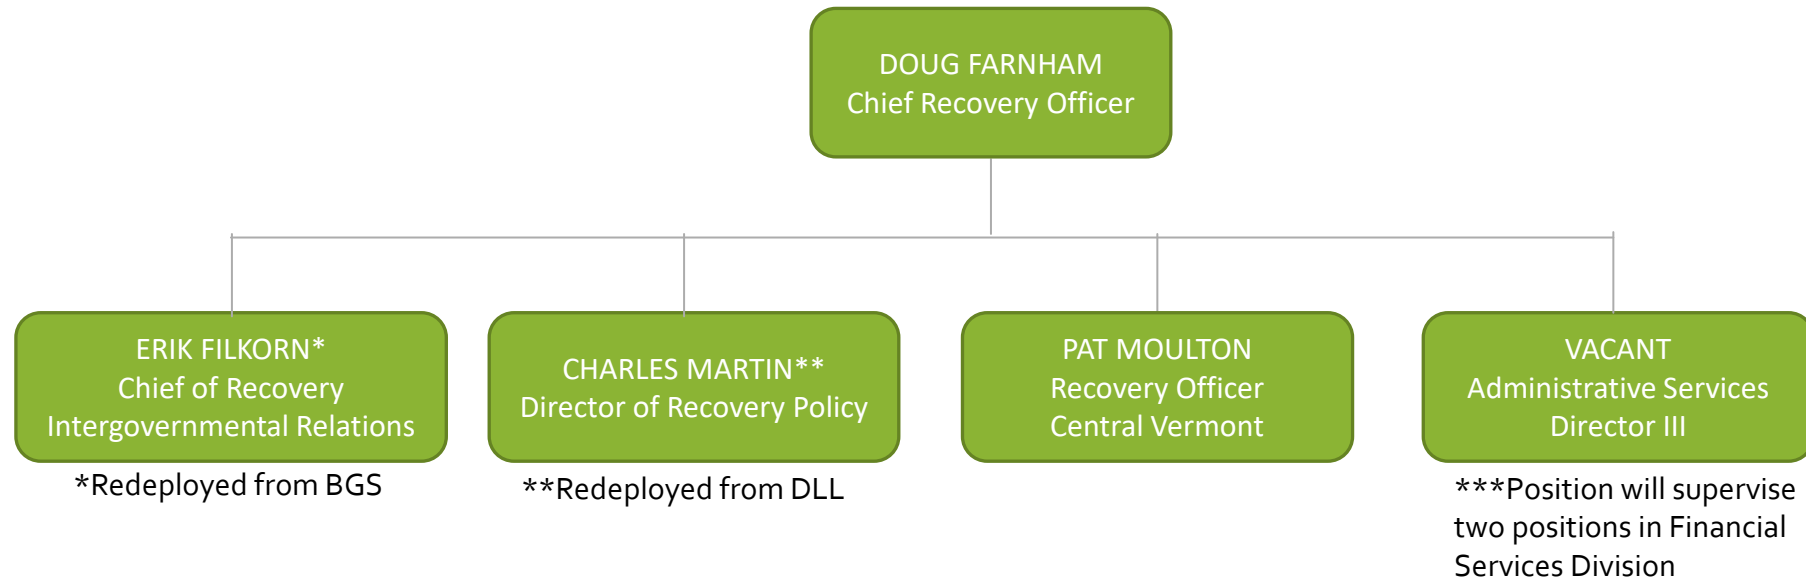 DOUG FARNHAM
Chief Recovery Officer
ERIK FILKORN*
Chief of Recovery
Intergovernmental Relations
*Redeployed from BGS
CHARLES MARTIN**
Director of Recovery Policy
**Redeployed from DLL
PAT MOULTON
Recovery Officer
Central Vermont
VACANT
Administrative Services
Director III
***Position will supervise
two positions in Financial
Services Division